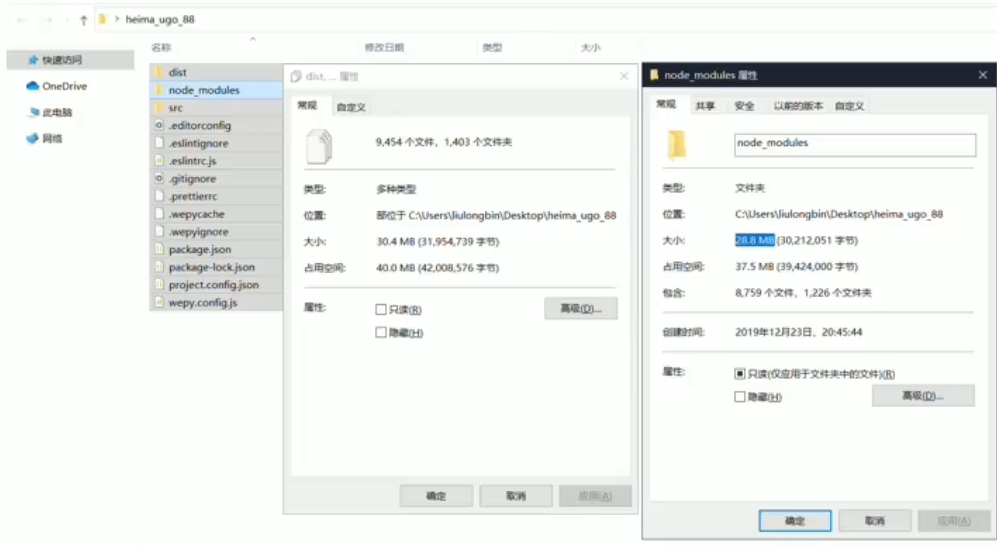 heima_ugo_88
名称 修改日期 类型 大小
快速访问
OneDrive
此电脑
网络
dist
node_modules
src
.editorconfig
.eslintignore
.eslintrc.js
.gitignore
.prettierrc
.wepycache
.wepyignore
package.json
package-lock.json
project.config.json
wepy.config.js
dist, ... 属性
常规 自定义
9,454 个文件，1,403 个文件夹
类型: 多种类型
位置: 部位于 C:\Users\liulongbin\Desktop\heima_ugo_88
大小: 30.4 MB (31,954,739 字节)
占用空间: 40.0 MB (42,008,576 字节)
属性: 只读(R) 高级(D)...
隐藏(H)
确定 取消 应用(A)
node_modules 属性
常规 共享 安全 以前的版本 自定义
node_modules
类型: 文件夹
位置: C:\Users\liulongbin\Desktop\heima_ugo_88
大小: 28.8 MB (30,212,051 字节)
占用空间: 37.5 MB (39,424,000 字节)
包含: 8,759 个文件，1,226 个文件夹
创建时间: 2019年12月23日，20:45:44
属性: 只读(仅应用于文件夹中的文件)(R)
隐藏(H) 高级(D)...
确定 取消 应用(A)